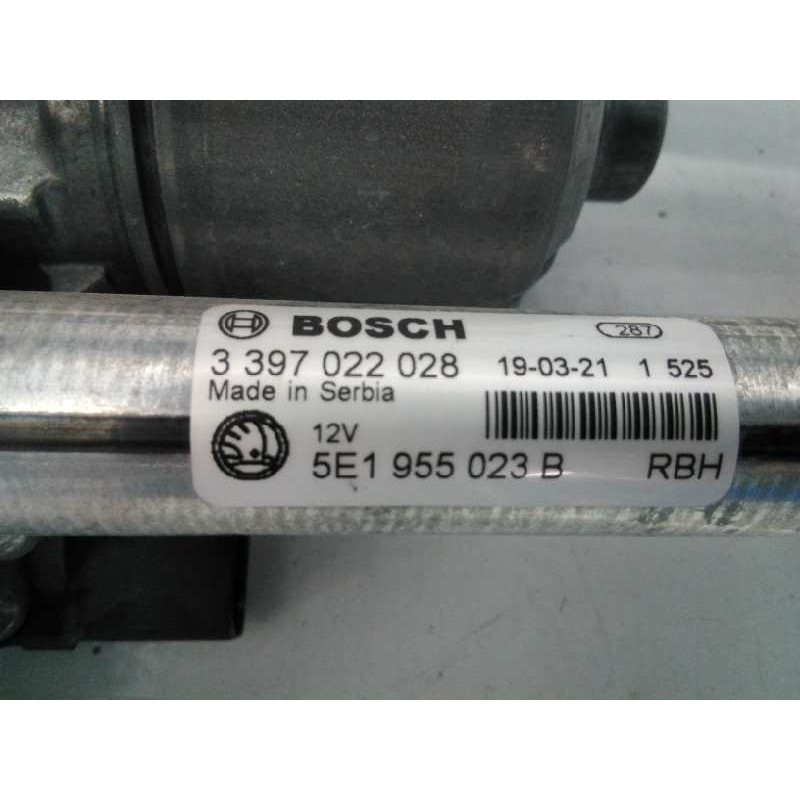 BOSCH 287
3 397 022 028 19-03-21 1 525
Made in Serbia
12V
5E1 955 023 B RBH